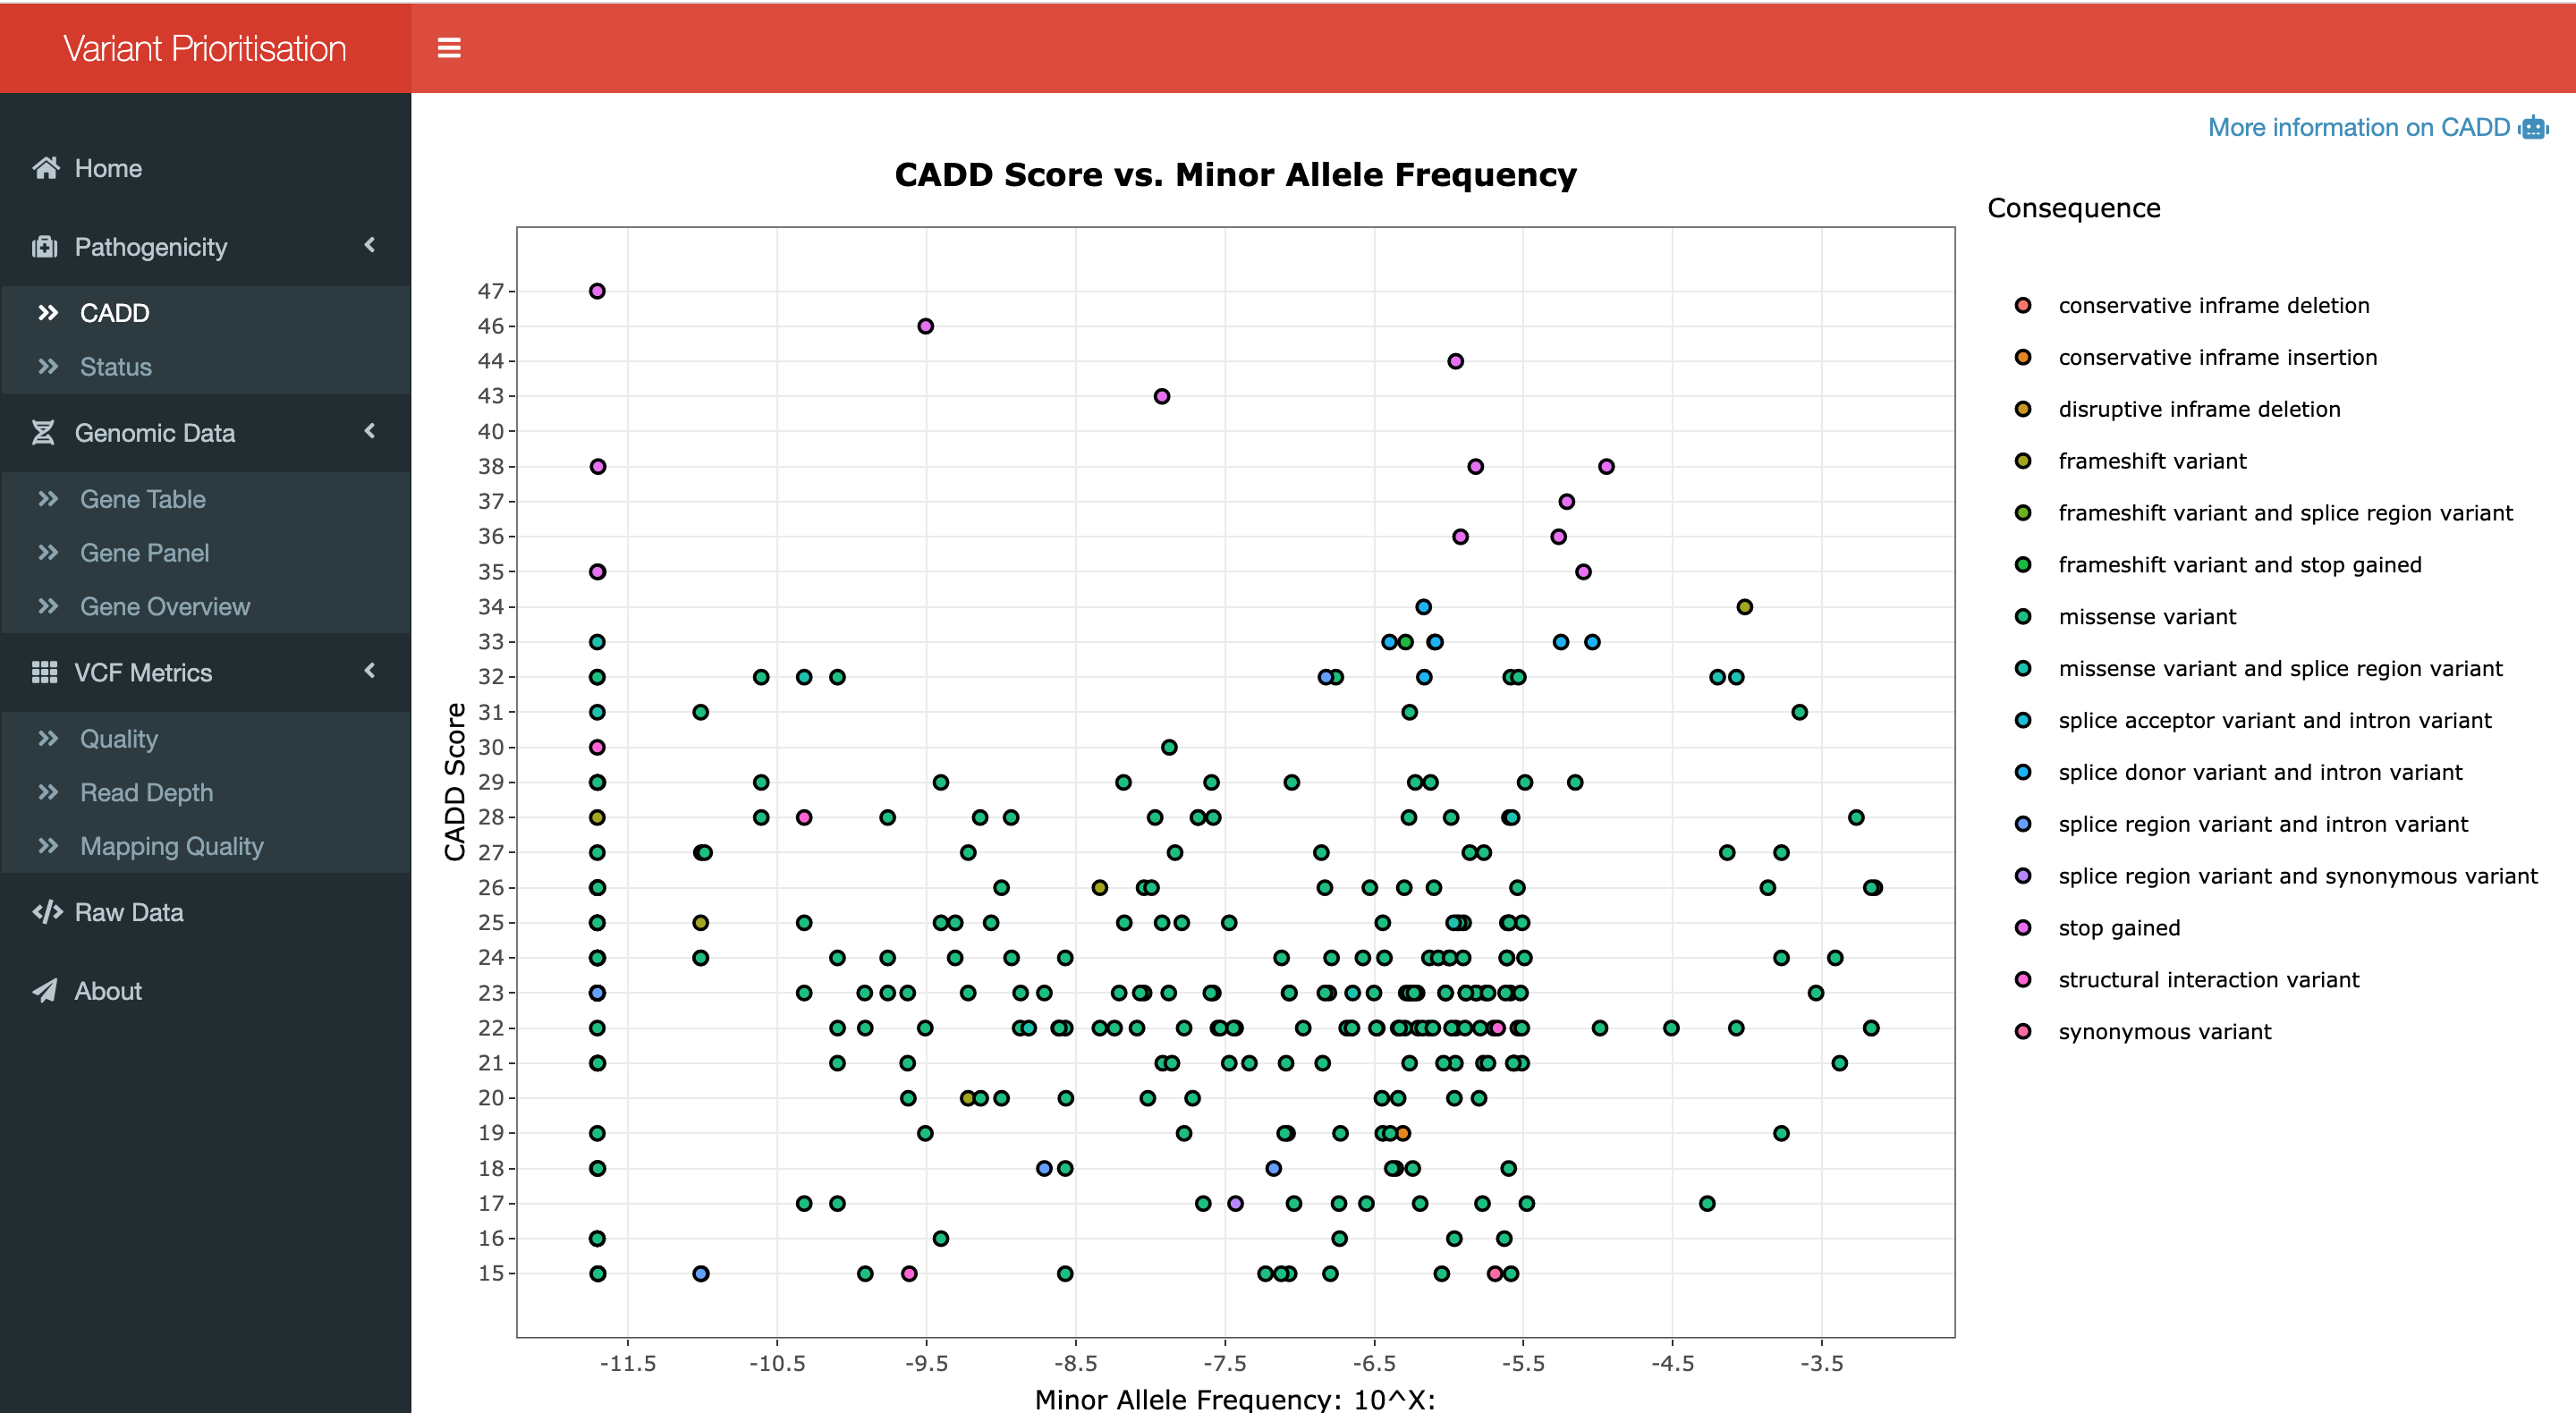 Variant Prioritisation
Home
Pathogenicity
CADD
Status
Genomic Data
Gene Table
Gene Panel
Gene Overview
VCF Metrics
Quality
Read Depth
Mapping Quality
Raw Data
About
More information on CADD
CADD Score vs. Minor Allele Frequency
CADD Score
47
46
44
43
40
38
37
36
35
34
33
32
31
30
29
28
27
26
25
24
23
22
21
20
19
18
17
16
15
-11.5 -10.5 -9.5 -8.5 -7.5 -6.5 -5.5 -4.5 -3.5
Minor Allele Frequency: 10^X:
Consequence
conservative inframe deletion
conservative inframe insertion
disruptive inframe deletion
frameshift variant
frameshift variant and splice region variant
frameshift variant and stop gained
missense variant
missense variant and splice region variant
splice acceptor variant and intron variant
splice donor variant and intron variant
splice region variant and intron variant
splice region variant and synonymous variant
stop gained
structural interaction variant
synonymous variant